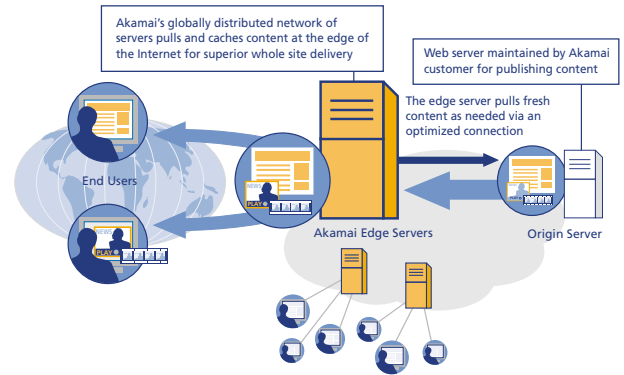 Akamai's globally distributed network of
servers pulls and caches content at the edge of
the Internet for superior whole site delivery
Web server maintained by Akamai
customer for publishing content
The edge server pulls fresh
content as needed via an
optimized connection
End Users
NEWS
PLAY
NEWS
PLAY
Akamai Edge Servers
Origin Server